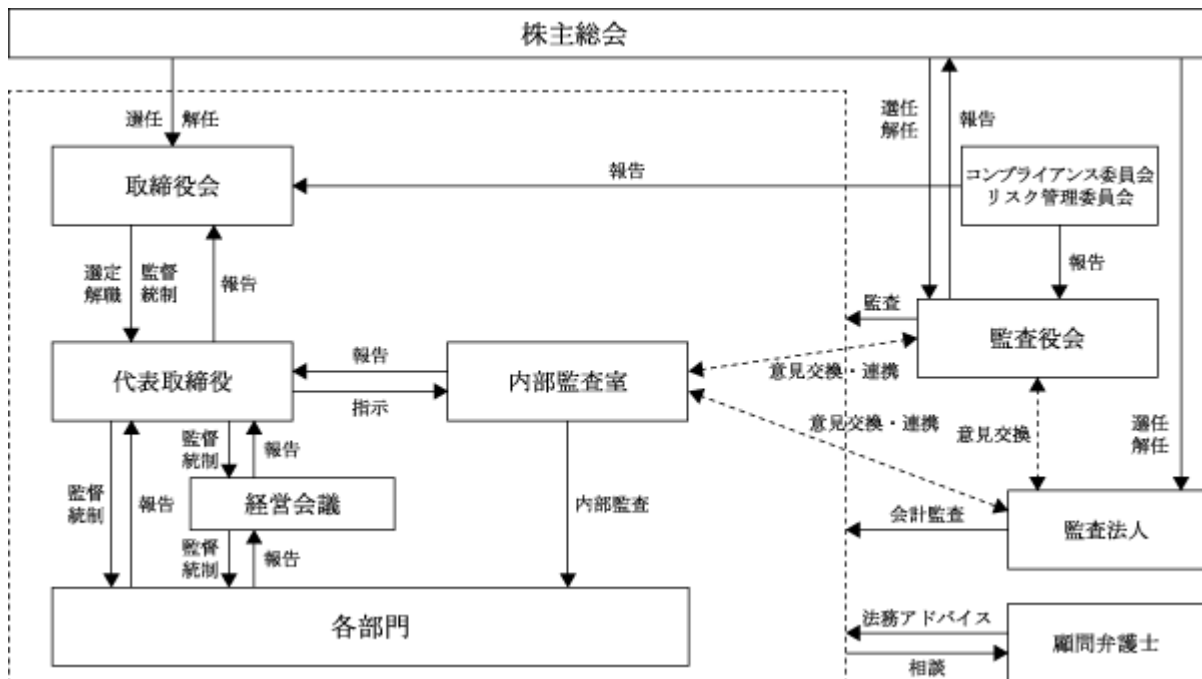 株主総会
選任 解任
選任
解任
報告
取締役会
報告
コンプライアンス委員会
リスク管理委員会
選定
解職
監督
統制
報告
報告
監査
監査役会
代表取締役
報告
指示
内部監査室
意見交換・連携
意見交換・連携
意見交換
選任
解任
監督
統制
報告
監督
統制
報告
経営会議
監督
統制
報告
内部監査
会計監査
監査法人
各部門
法務アドバイス
相談
顧問弁護士